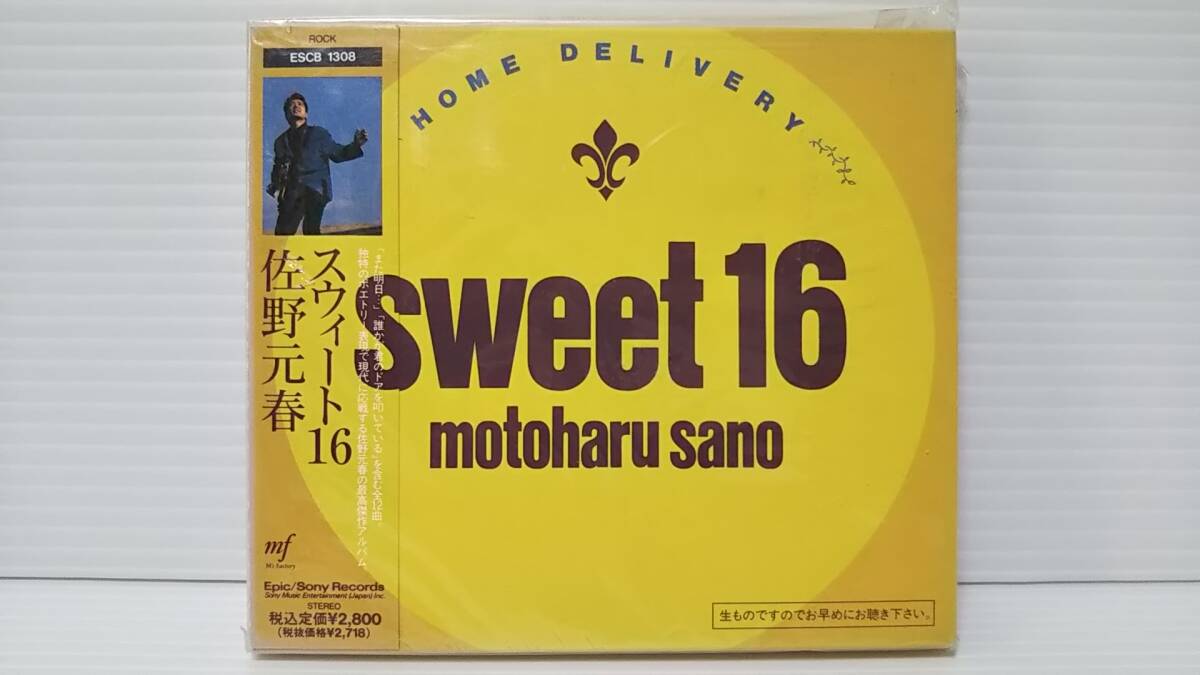 ROCK
ESCB 1308
スウィート16
佐野元春
「また明日…」「誰かが君のドアを叩いている」を含む全12曲。
独特のポエトリー表現で現代に応戦する佐野元春の最高傑作アルバム。
mf
M's Factory
Epic/Sony Records
Sony Music Entertainment (Japan) Inc.
STEREO
税込定価¥2,800
(税抜価格¥2,718)
HOME DELIVERY
sweet 16
motoharu sano
生ものですのでお早めにお聴き下さい。